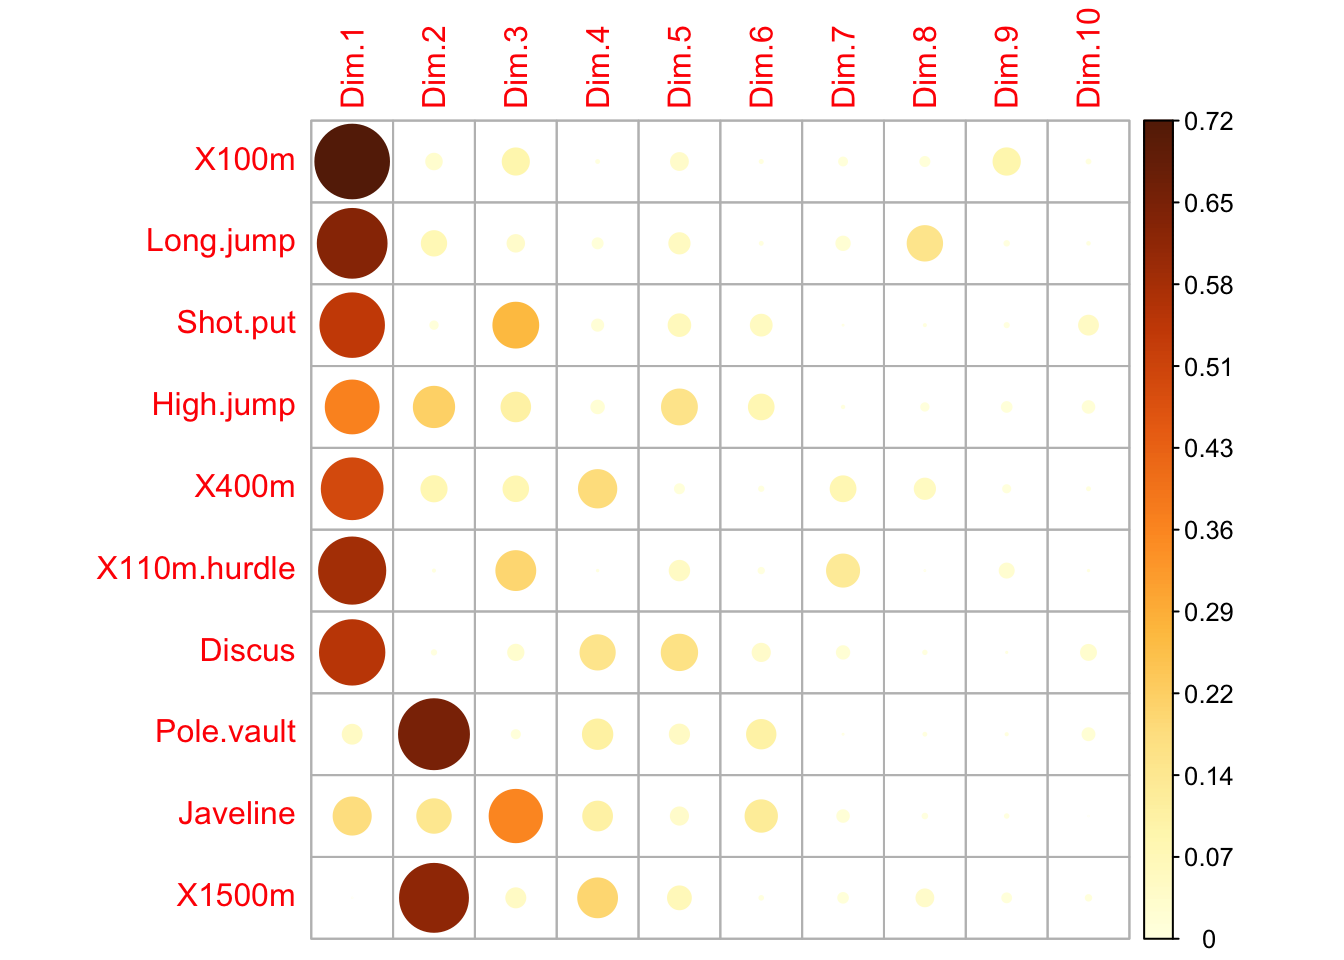 Dim.1
Dim.2
Dim.3
Dim.4
Dim.5
Dim.6
Dim.7
Dim.8
Dim.9
Dim.10
X100m
Long.jump
Shot.put
High.jump
X400m
X110m.hurdle
Discus
Pole.vault
Javeline
X1500m
0.72
0.65
0.58
0.51
0.43
0.36
0.29
0.22
0.14
0.07
0